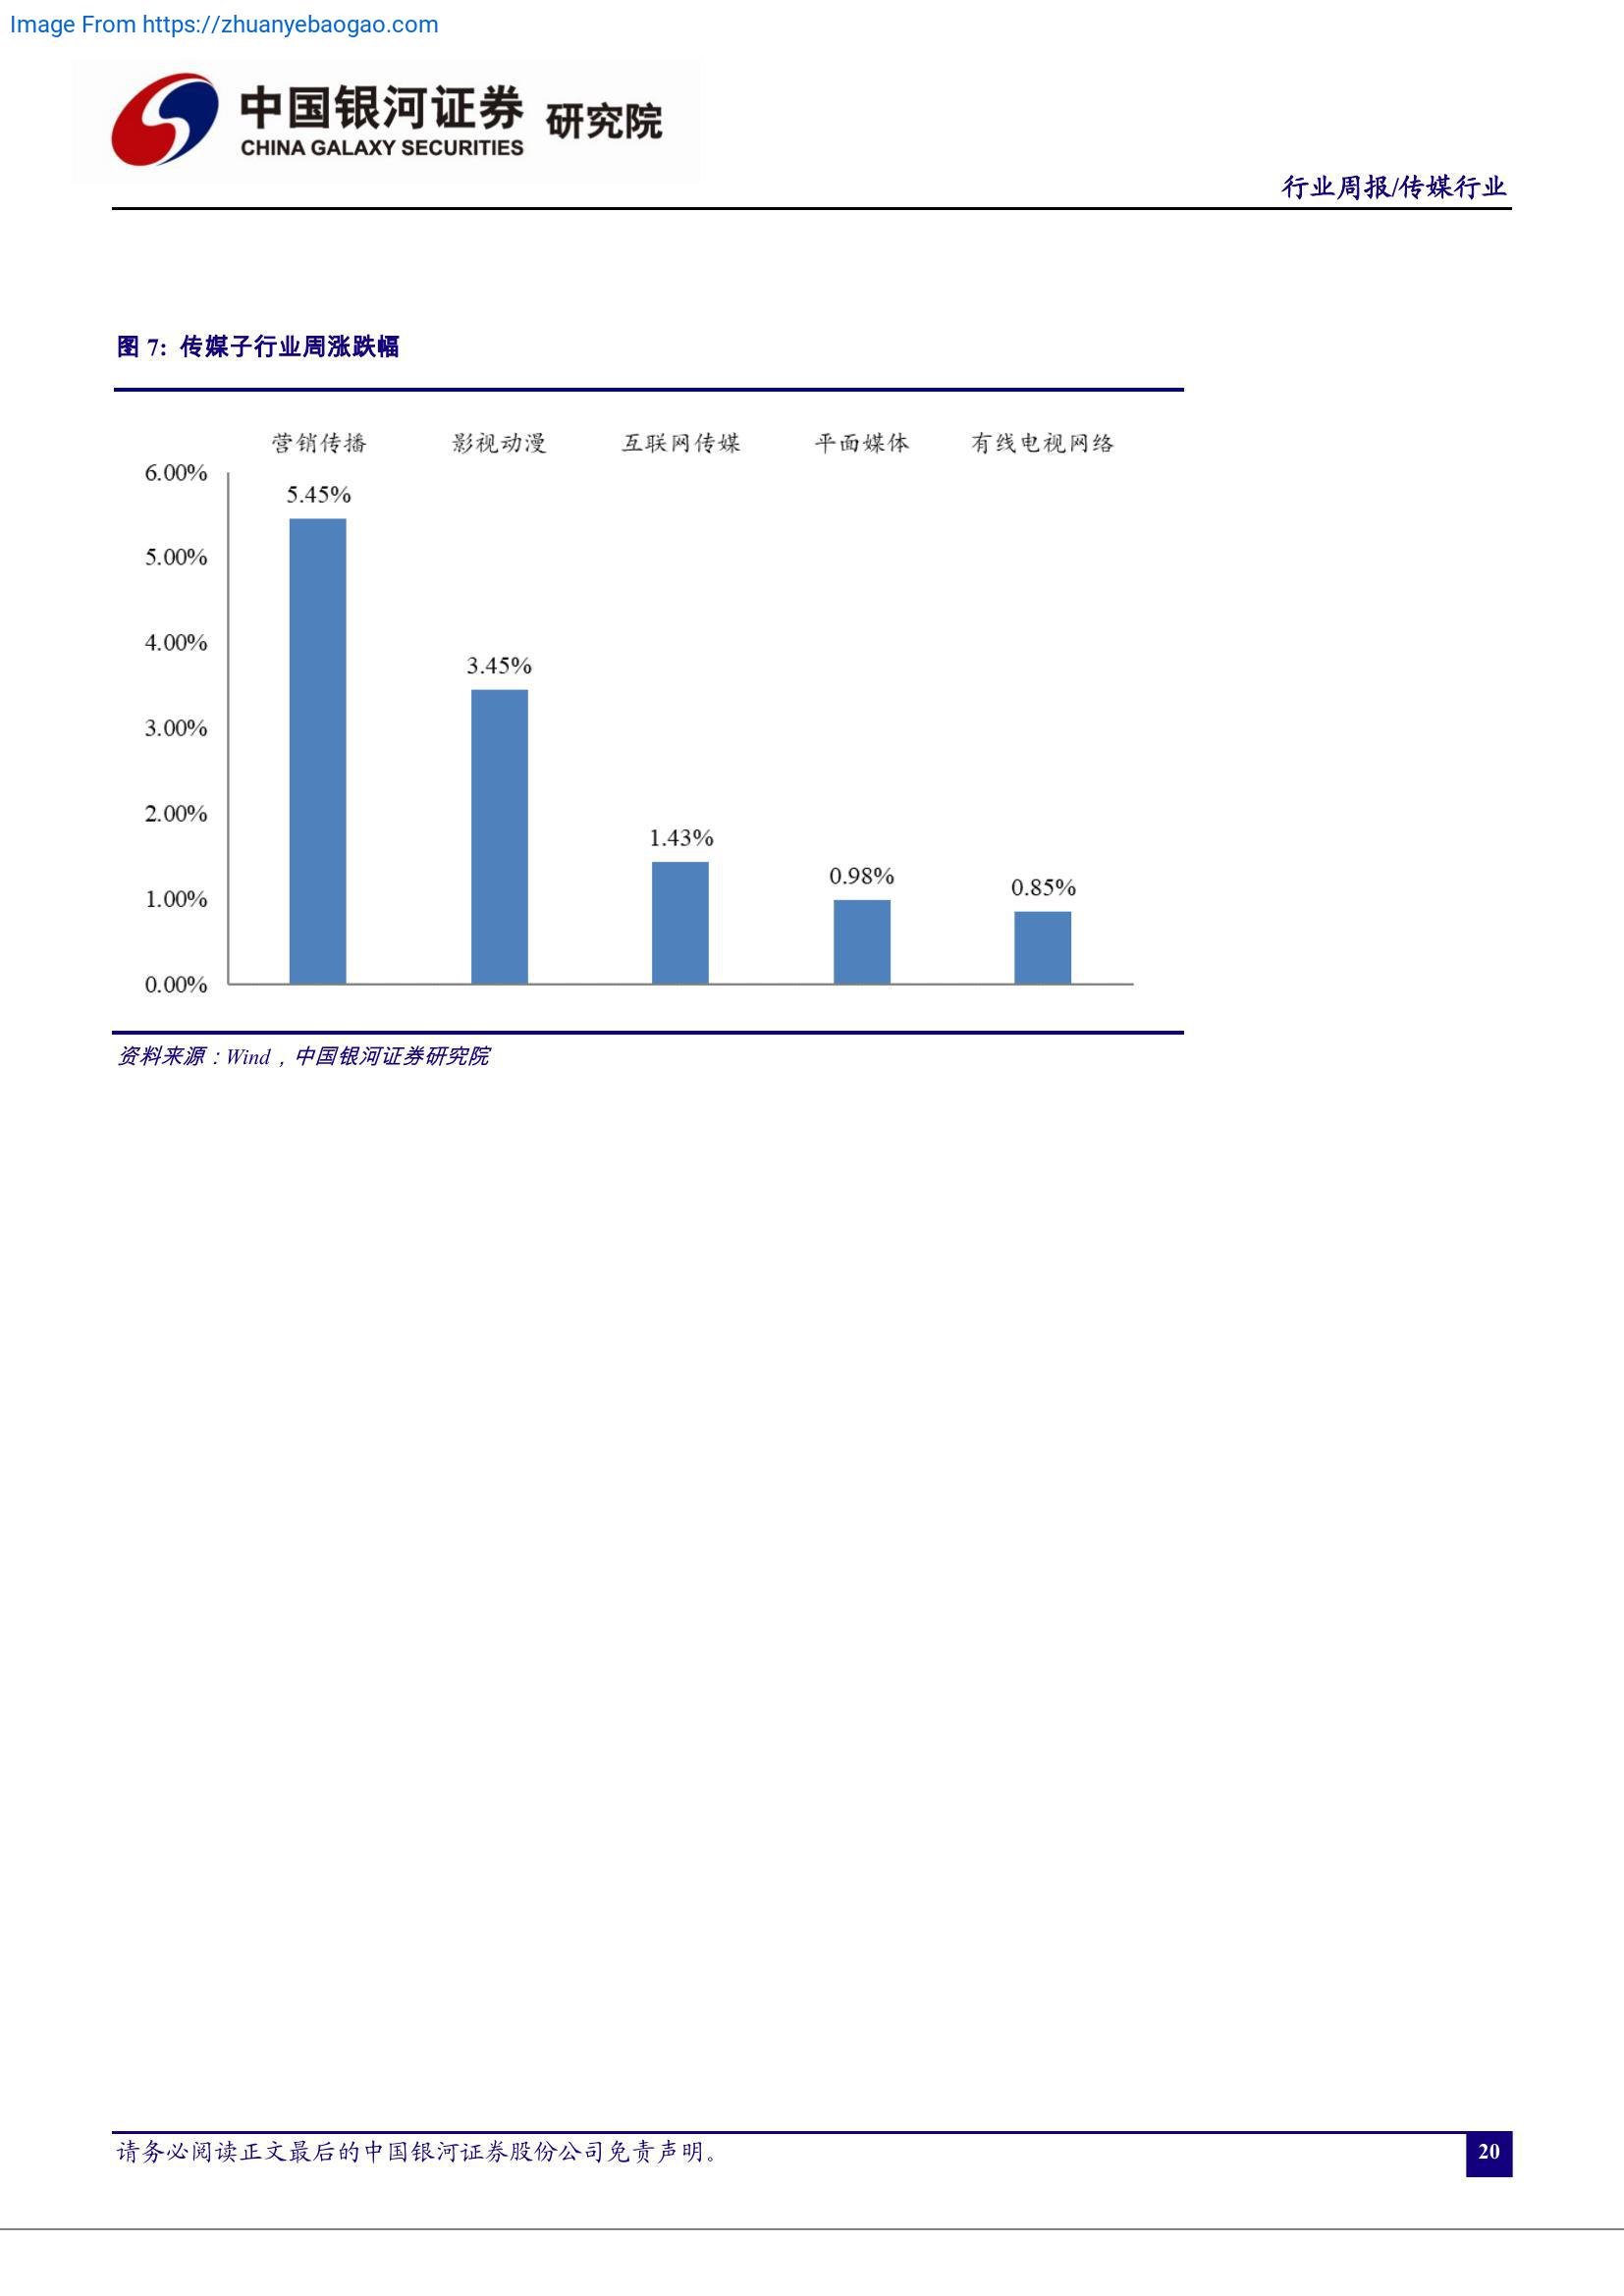 Image From https://zhuanyebaogao.com
中国银河证券 研究院
CHINA GALAXY SECURITIES
行业周报/传媒行业
图 7: 传媒子行业周涨跌幅
营销传播 影视动漫 互联网传媒 平面媒体 有线电视网络
6.00%
5.45%
5.00%
4.00%
3.45%
3.00%
2.00%
1.43%
0.98%
0.85%
1.00%
0.00%
资料来源：Wind，中国银河证券研究院
请务必阅读正文最后的中国银河证券股份公司免责声明。
20